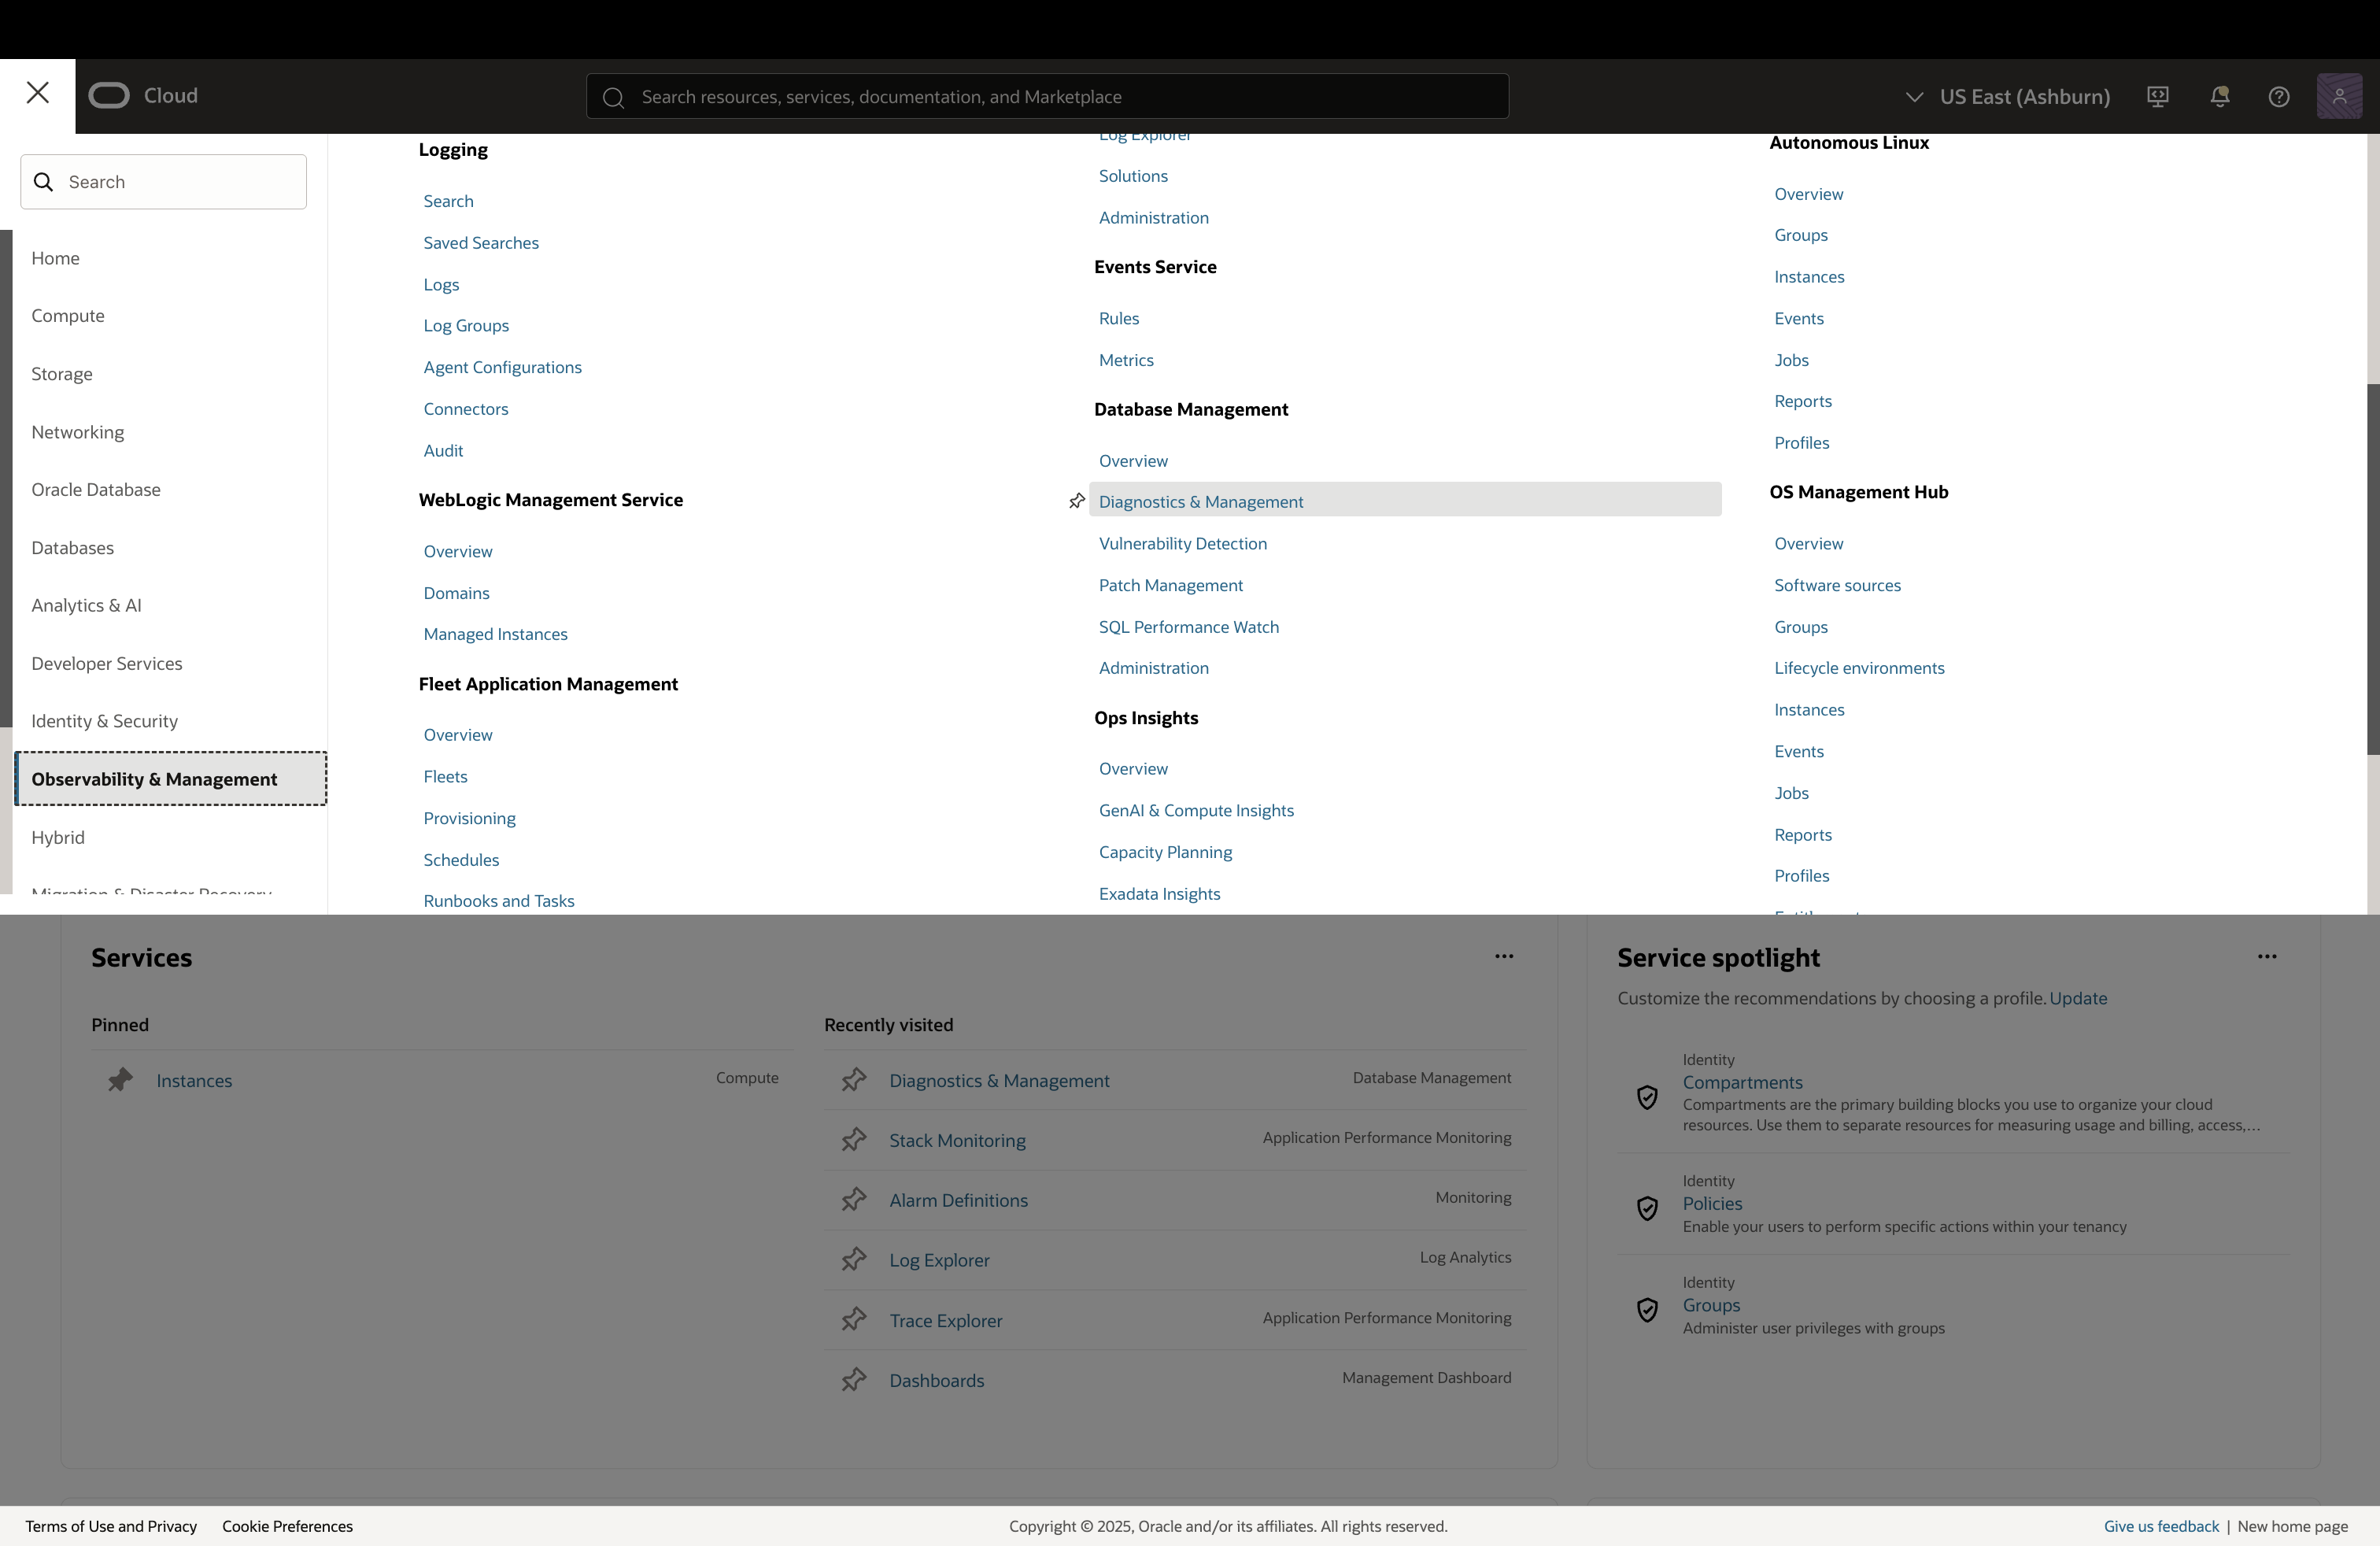 Cloud
Search resources, services, documentation, and Marketplace
US East (Ashburn)
Search
Home
Compute
Storage
Networking
Oracle Database
Databases
Analytics & AI
Developer Services
Identity & Security
Observability & Management
Hybrid
Migration & Disaster Recovery
Logging
Search
Saved Searches
Logs
Log Groups
Agent Configurations
Connectors
Audit
WebLogic Management Service
Overview
Domains
Managed Instances
Fleet Application Management
Overview
Fleets
Provisioning
Schedules
Runbooks and Tasks
Log Explorer
Solutions
Administration
Events Service
Rules
Metrics
Database Management
Overview
Diagnostics & Management
Vulnerability Detection
Patch Management
SQL Performance Watch
Administration
Ops Insights
Overview
GenAI & Compute Insights
Capacity Planning
Exadata Insights
Autonomous Linux
Overview
Groups
Instances
Events
Jobs
Reports
Profiles
OS Management Hub
Overview
Software sources
Groups
Lifecycle environments
Instances
Events
Jobs
Reports
Profiles
Services
Pinned
Instances
Compute
Recently visited
Diagnostics & Management
Database Management
Stack Monitoring
Application Performance Monitoring
Alarm Definitions
Monitoring
Log Explorer
Log Analytics
Trace Explorer
Application Performance Monitoring
Dashboards
Management Dashboard
Service spotlight
Customize the recommendations by choosing a profile. Update
Identity
Compartments
Compartments are the primary building blocks you use to organize your cloud
resources. Use them to separate resources for measuring usage and billing, access,...
Identity
Policies
Enable your users to perform specific actions within your tenancy
Identity
Groups
Administer user privileges with groups
Terms of Use and Privacy
Cookie Preferences
Copyright © 2025, Oracle and/or its affiliates. All rights reserved.
Give us feedback | New home page